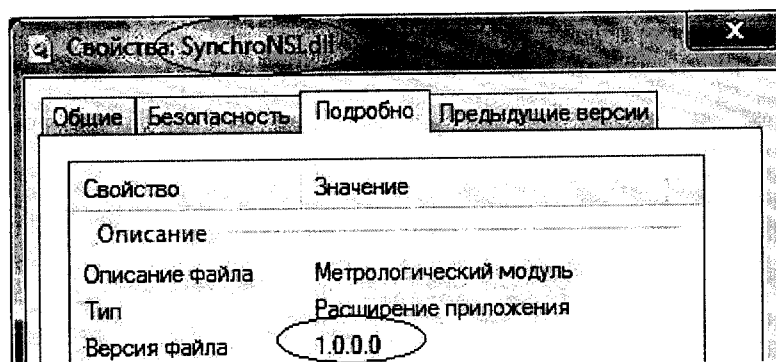 Свойства: SynchroNSI.dll
Общие Безопасность Подробно Предыдущие версии
Свойство Значение
Описание
Описание файла Метрологический модуль
Тип Расширение приложения
Версия файла 1.0.0.0